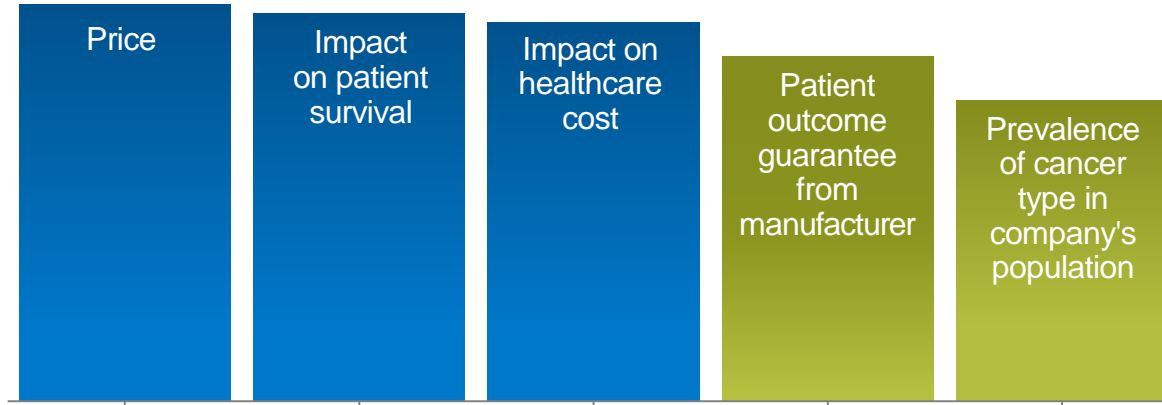 Price
Impact
on patient
survival
Impact on
healthcare
cost
Patient
outcome
guarantee
from
manufacturer
Prevalence
of cancer
type in
company's
population